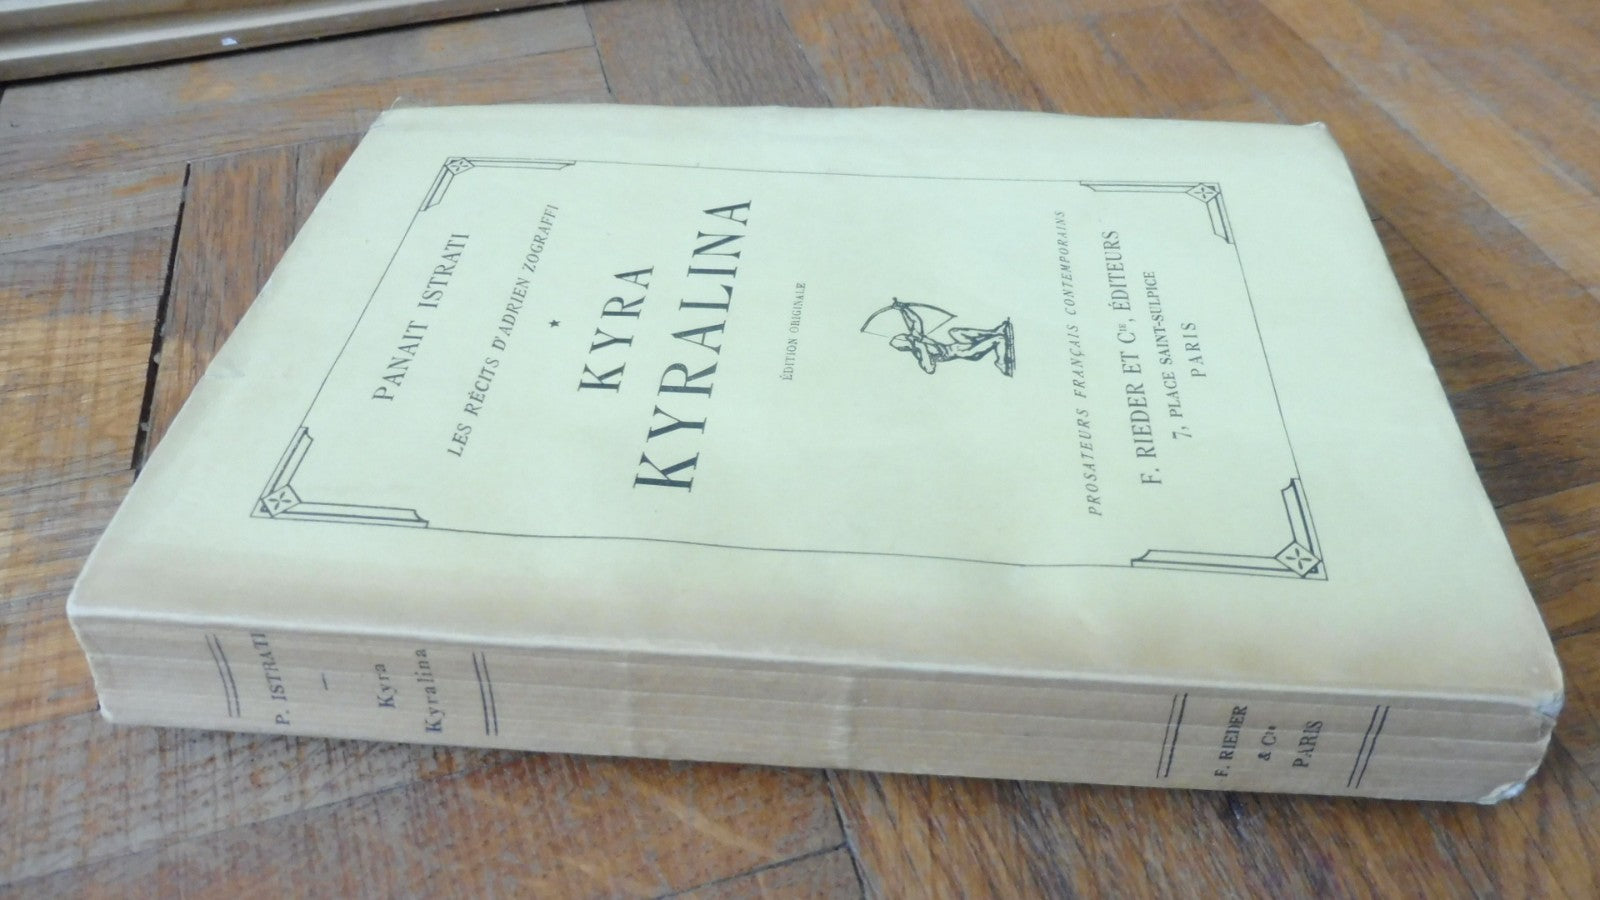 PANAIT ISTRATI
LES RÉCITS D'ADRIEN ZOGRAFFI
★
KYRA
KYRALINA
ÉDITION ORIGINALE
PROSATEURS FRANÇAIS CONTEMPORAINS
F. RIEDER ET Cie, ÉDITEURS
7, PLACE SAINT-SULPICE
PARIS
P. ISTRATI
—
Kyra
Kyralina
F. RIEDER
& Cie
PARIS